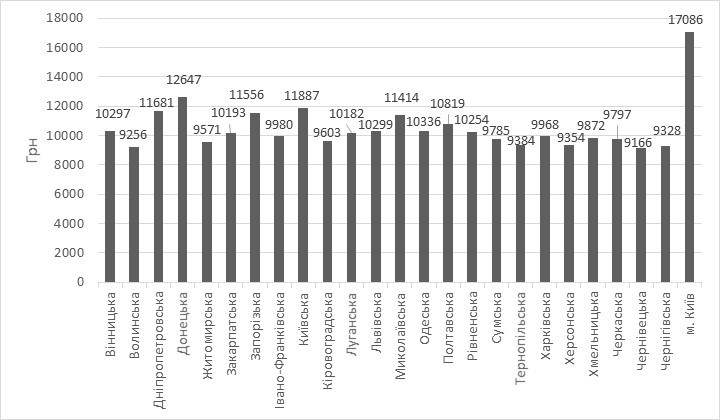 18000
16000
14000
12000
10000
8000
6000
4000
2000
0
Грн
10297
9256
11681
12647
9571
10193
11556
9980
11887
9603
10182
10299
11414
10336
10819
10254
9785
9384
9968
9354
9872
9797
9166
9328
17086
Вінницька
Волинська
Дніпропетровська
Донецька
Житомирська
Закарпатська
Запорізька
Івано-Франківська
Київська
Кіровоградська
Луганська
Львівська
Миколаївська
Одеська
Полтавська
Рівненська
Сумська
Тернопільська
Харківська
Херсонська
Хмельницька
Черкаська
Чернівецька
Чернігівська
м. Київ